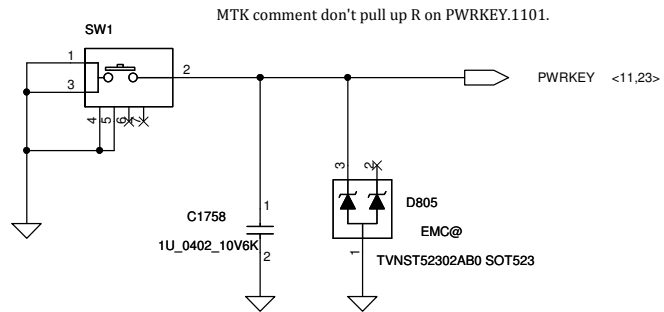 MTK comment don't pull up R on PWRKEY.1101.
SW1
1
2
3
PWRKEY <11,23>
4 5 6 7
3 2
C1758
1
1U_0402_10V6K
2
D805
EMC@
1
TVNST52302AB0 SOT523